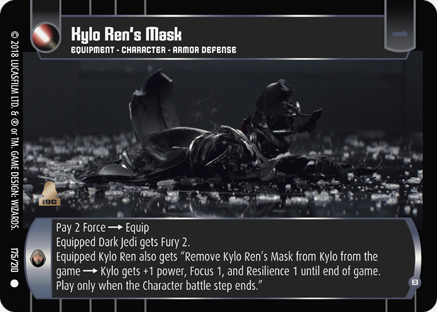 Kylo Ren's Mask
EQUIPMENT - CHARACTER - ARMOR DEFENSE
© 2018 LUCASFILM LTD. & ® or TM. GAME DESIGN: WIZARDS.
175/210
Pay 2 Force → Equip
Equipped Dark Jedi gets Fury 2.
Equipped Kylo Ren also gets "Remove Kylo Ren's Mask from Kylo from the
game → Kylo gets +1 power, Focus 1, and Resilience 1 until end of game.
Play only when the Character battle step ends."